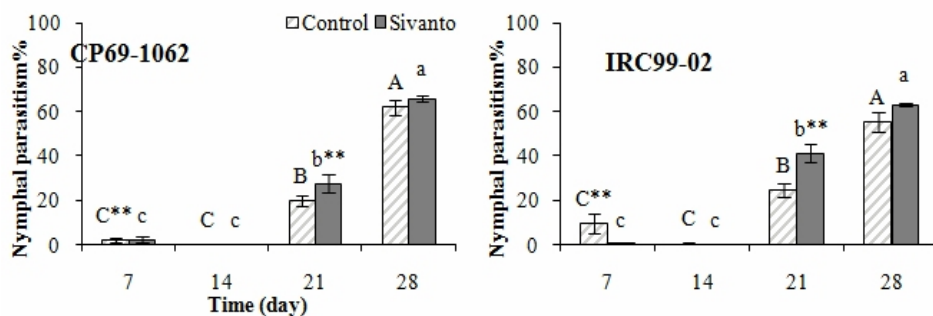 Nymphal parasitism%
100
80
60
40
20
0
Control Sivanto
CP69-1062
C** c
C c
B b**
A a
7 14 21 28
Time (day)
Nymphal parasitism%
100
80
60
40
20
0
IRC99-02
C** c
C c
B b**
A a
7 14 21 28